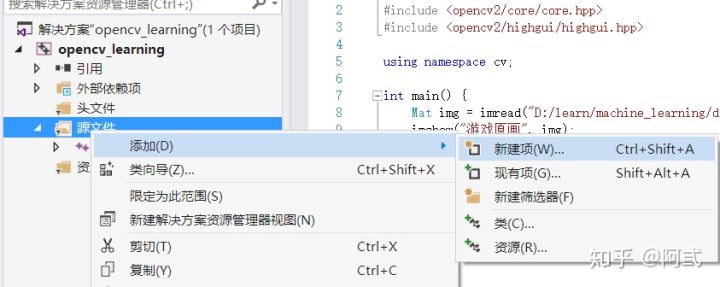 搜索解决方案资源管理器(Ctrl+;)
解决方案"opencv_learning"(1 个项目)
opencv_learning
引用
外部依赖项
头文件
源文件
添加(D)
类向导(Z)... Ctrl+Shift+X
限定为此范围(S)
新建解决方案资源管理器视图(N)
剪切(T) Ctrl+X
复制(Y) Ctrl+C
2 #include <opencv2/core/core.hpp>
3 #include <opencv2/highgui/highgui.hpp>
4
5 using namespace cv;
6
7 int main() {
8 Mat img = imread("D:/learn/machine_learning/d
9 imshow("游戏原画", img);
新建项(W)... Ctrl+Shift+A
现有项(G)... Shift+Alt+A
新建筛选器(F)
类(C)...
资源(R)...
知乎 @阿弎